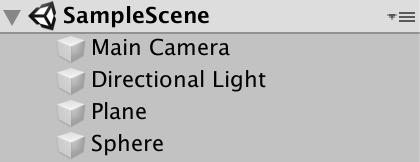 SampleScene
Main Camera
Directional Light
Plane
Sphere